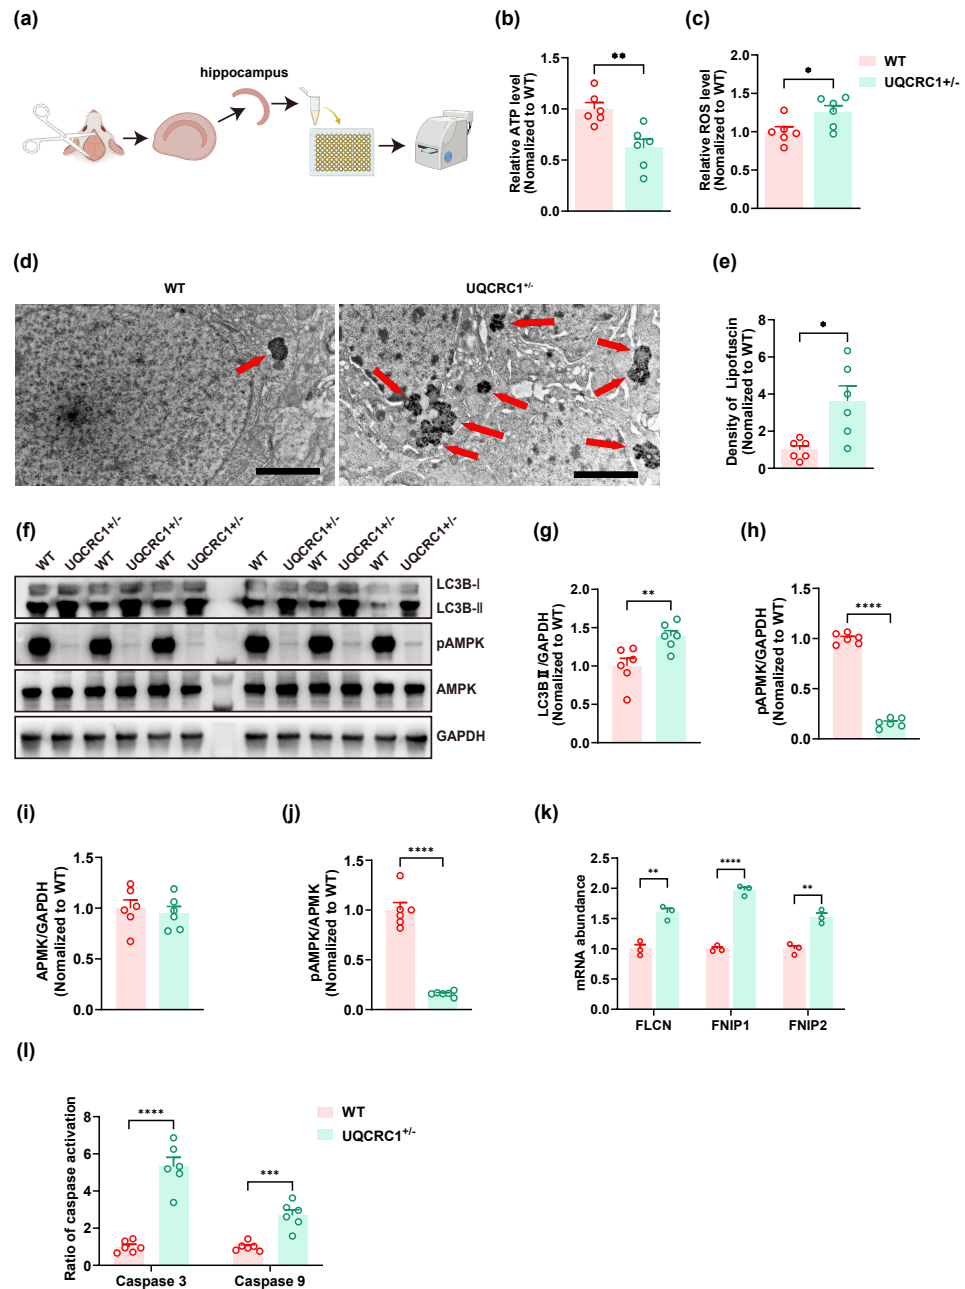 (a)
hippocampus
(b)
Relative ATP level
(Normalized to WT)
1.5
1.0
0.5
0.0
**
(c)
Relative ROS level
(Normalized to WT)
2.0
1.5
1.0
0.5
0.0
*
WT
UQCRC1+/-
(d)
WT
UQCRC1+/-
(e)
Density of Lipofuscin
(Nomalized to WT)
8
6
4
2
0
*
(f)
WT
UQCRC1+/-
WT
UQCRC1+/-
WT
UQCRC1+/-
WT
UQCRC1+/-
WT
UQCRC1+/-
WT
UQCRC1+/-
LC3B-Ⅰ
LC3B-Ⅱ
pAMPK
AMPK
GAPDH
(g)
LC3B Ⅱ/GAPDH
(Nomalized to WT)
2.0
1.5
1.0
0.5
0.0
**
(h)
pAPMK/GAPDH
(Nomalized to WT)
1.5
1.0
0.5
0.0
****
(i)
APMK/GAPDH
(Nomalized to WT)
1.5
1.0
0.5
0.0
(j)
pAMPK/APMK
(Nomalized to WT)
1.5
1.0
0.5
0.0
****
(k)
mRNA abundance
2.5
2.0
1.5
1.0
0.5
0.0
**
****
**
FLCN
FNIP1
FNIP2
(l)
Ratio of caspase activation
8
6
4
2
0
****
***
Caspase 3
Caspase 9
WT
UQCRC1+/-